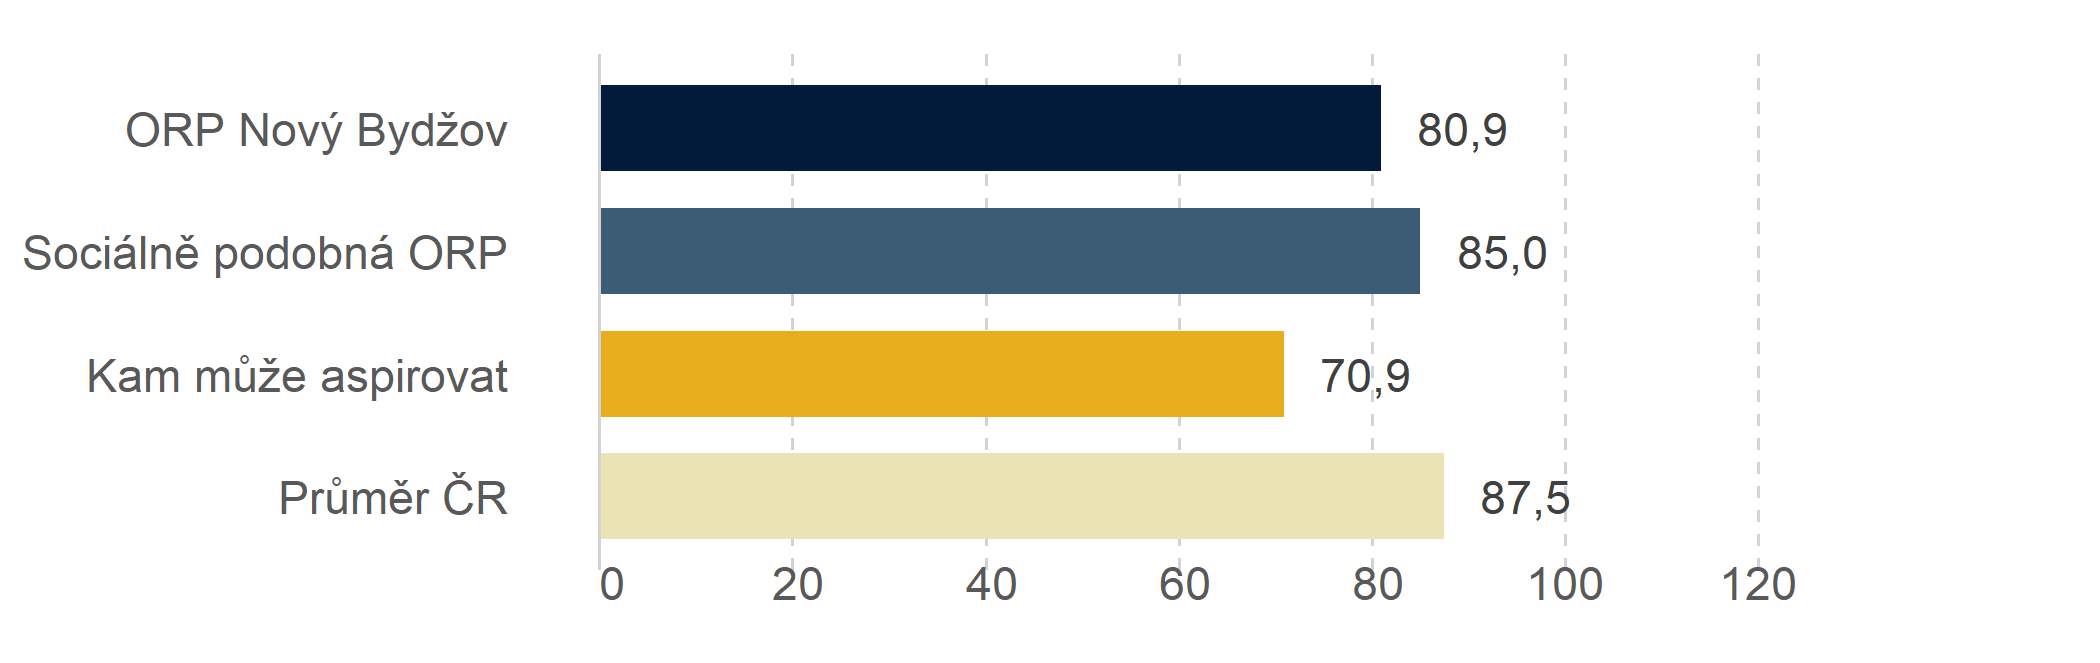 ORP Nový Bydžov 80,9
Sociálně podobná ORP 85,0
Kam může aspirovat 70,9
Průměr ČR 87,5
0 20 40 60 80 100 120